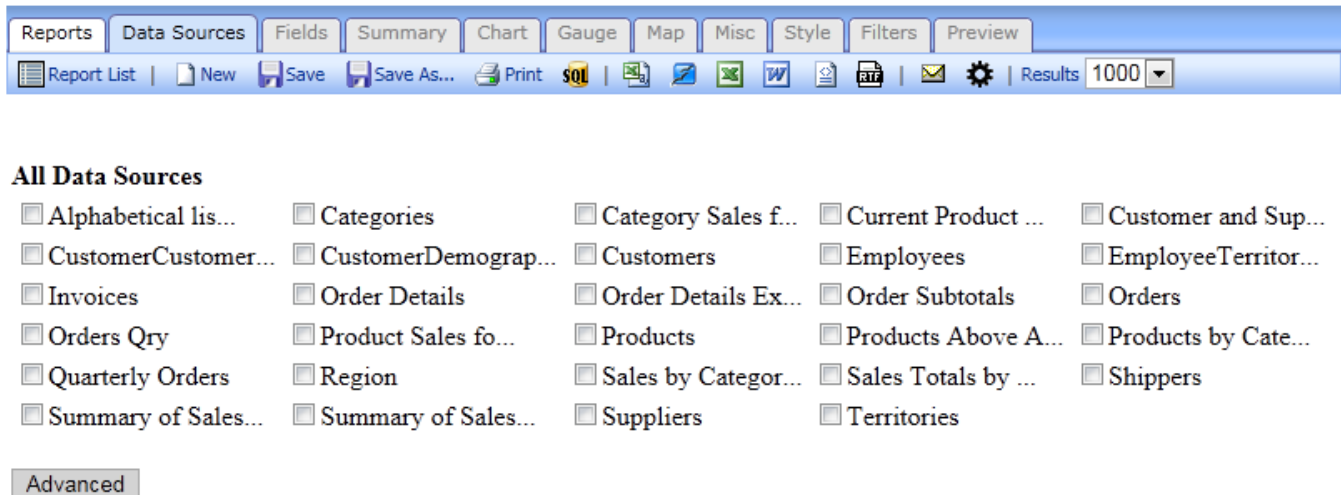 Reports Data Sources Fields Summary Chart Gauge Map Misc Style Filters Preview
Report List | New Save Save As... Print SQL | W RTF | | Results 1000
All Data Sources
Alphabetical lis... Categories Category Sales f... Current Product ... Customer and Sup...
CustomerCustomer... CustomerDemograp... Customers Employees EmployeeTerritor...
Invoices Order Details Order Details Ex... Order Subtotals Orders
Orders Qry Product Sales fo... Products Products Above A... Products by Cate...
Quarterly Orders Region Sales by Categor... Sales Totals by ... Shippers
Summary of Sales... Summary of Sales... Suppliers Territories
Advanced